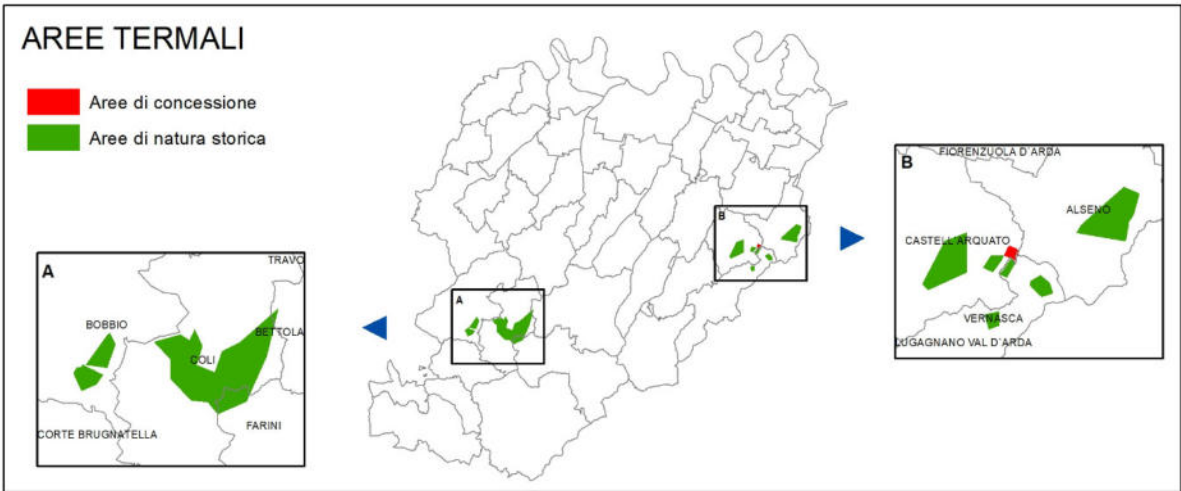 AREE TERMALI
Aree di concessione
Aree di natura storica
A
TRAVO
BOBBIO
BETTOLA
COLI
FARINI
CORTE BRUGNATELLA
A
B
B
FIORENZUOLA D'ARDA
ALSENO
CASTELL'ARQUATO
VERNASCA
LUGAGNANO VAL D'ARDA